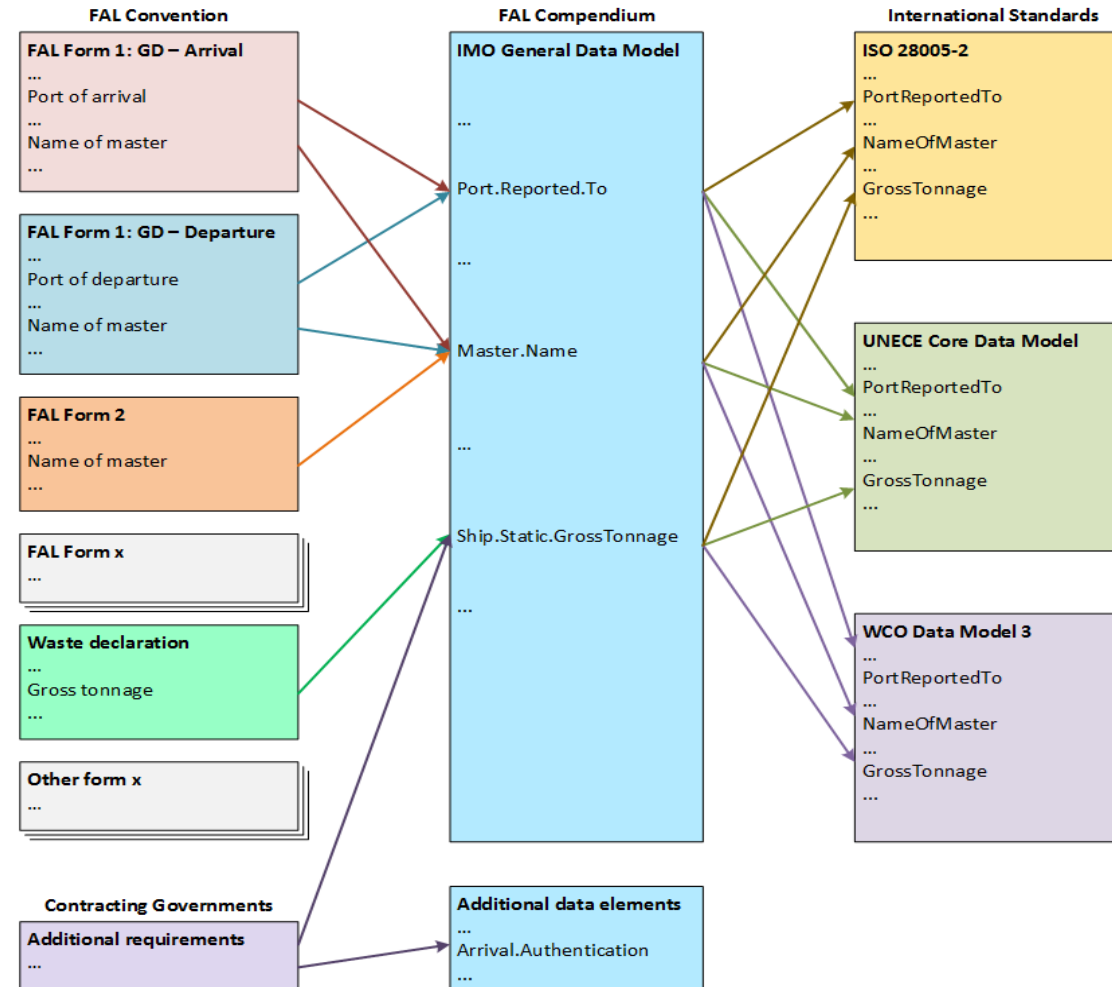 FAL Convention
FAL Form 1: GD – Arrival
...
Port of arrival
...
Name of master
...
FAL Form 1: GD – Departure
...
Port of departure
...
Name of master
...
FAL Form 2
...
Name of master
...
FAL Form x
...
Waste declaration
...
Gross tonnage
...
Other form x
...
Contracting Governments
Additional requirements
...
FAL Compendium
IMO General Data Model
...
Port.Reported.To
...
Master.Name
...
Ship.Static.GrossTonnage
...
Additional data elements
...
Arrival.Authentication
...
International Standards
ISO 28005-2
...
PortReportedTo
...
NameOfMaster
...
GrossTonnage
...
UNECE Core Data Model
...
PortReportedTo
...
NameOfMaster
...
GrossTonnage
...
WCO Data Model 3
...
PortReportedTo
...
NameOfMaster
...
GrossTonnage
...